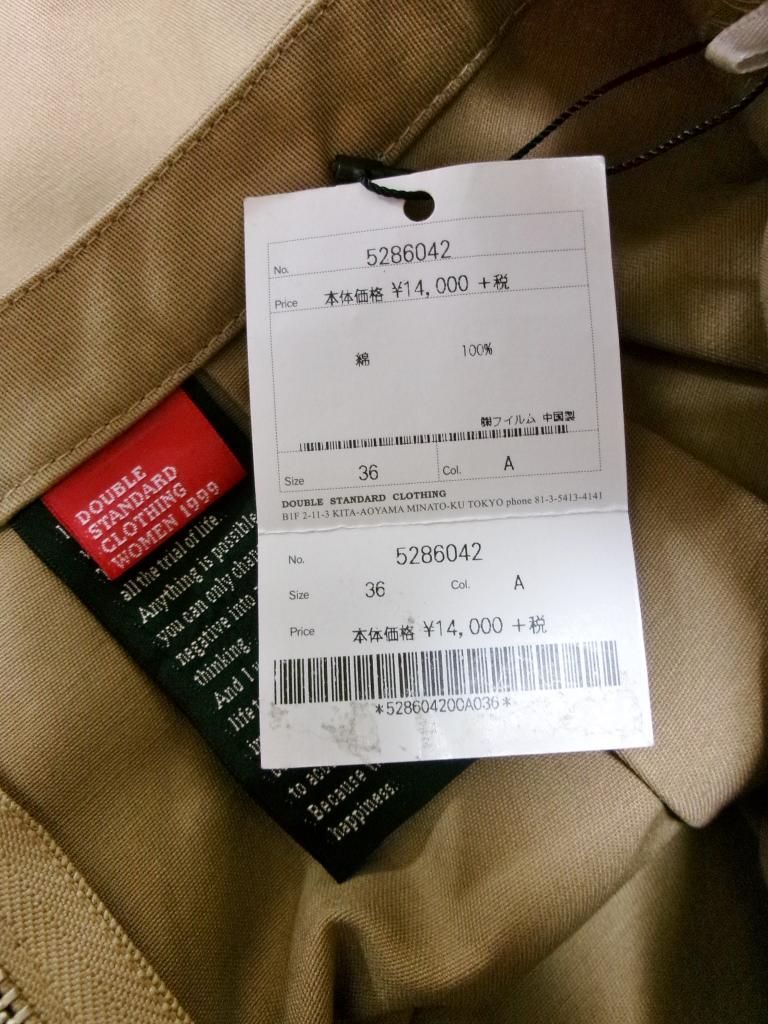 No. 5286042
Price 本体価格 ¥14,000 +税
綿 100%
㈱フイルム 中国製
Size 36 Col. A
DOUBLE STANDARD CLOTHING
B1F 2-11-3 KITA-AOYAMA MINATO-KU TOKYO phone 81-3-5413-4141
No. 5286042
Size 36 Col. A
Price 本体価格 ¥14,000 +税
*528604200A036*
DOUBLE
STANDARD
CLOTHING
WOMEN 1999
all the trial of life.
Anything is possible
you can only
negative into
thinking.
And I
life
to
Because
happiness.